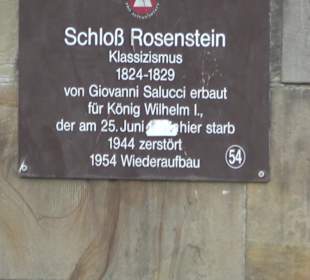 Schloß Rosenstein
Klassizismus
1824-1829
von Giovanni Salucci erbaut
für König Wilhelm I.,
der am 25. Juni hier starb
1944 zerstört
1954 Wiederaufbau
54